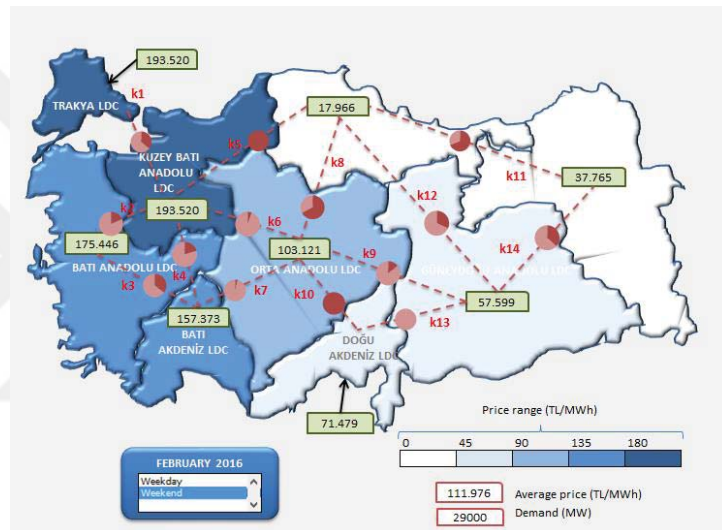 193.520
k1
TRAKYA LDC
17.966
k5
KUZEY BATI
ANADOLU
LDC
k8
k11
37.765
k12
193.520
k6
175.446
103.121
k14
BATI ANADOLU LDC
ORTA ANADOLU LDC
k9
k3
k4
k7
k10
57.599
157.373
BATI
AKDENİZ LDC
k13
DOĞU
AKDENİZ LDC
71.479
Price range (TL/MWh)
0 45 90 135 180
FEBRUARY 2016
Weekday
Weekend
111.976 Average price (TL/MWh)
29000 Demand (MW)